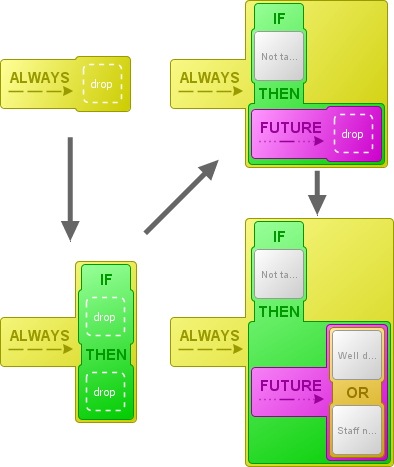 ALWAYS
drop
ALWAYS
IF
drop
THEN
drop
ALWAYS
IF
Not ta...
THEN
FUTURE
drop
ALWAYS
IF
Not ta...
THEN
FUTURE
Well d...
OR
Staff n...